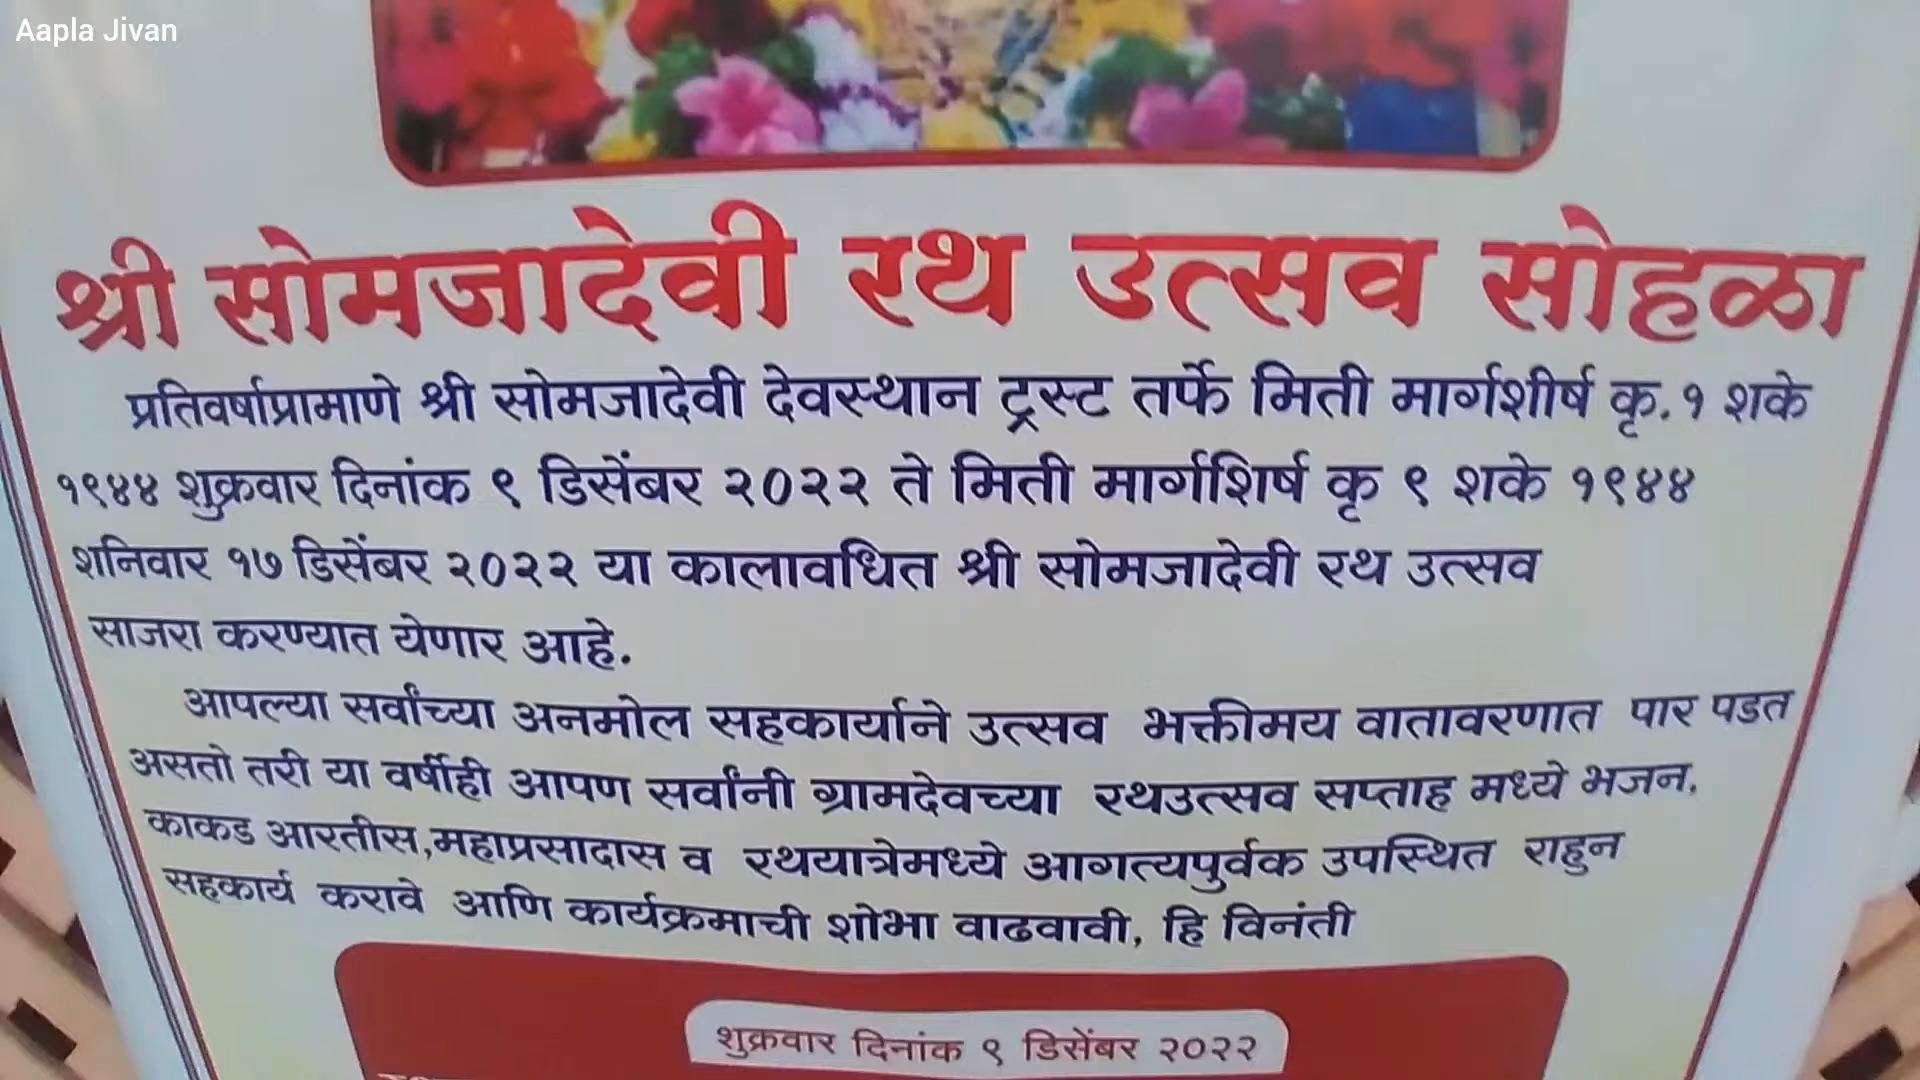 Aapla Jivan
श्री सोमजादेवी रथ उत्सव सोहळा
प्रतिवर्षाप्रामाणे श्री सोमजादेवी देवस्थान ट्रस्ट तर्फे मिती मार्गशीर्ष कृ. १ शके
१९४४ शुक्रवार दिनांक ९ डिसेंबर २०२२ ते मिती मार्गशिर्ष कृ ९ शके १९४४
शनिवार १७ डिसेंबर २०२२ या कालावधित श्री सोमजादेवी रथ उत्सव
साजरा करण्यात येणार आहे.
आपल्या सर्वांच्या अनमोल सहकार्याने उत्सव भक्तीमय वातावरणात पार पडत
असतो तरी या वर्षीही आपण सर्वांनी ग्रामदेवच्या रथउत्सव सप्ताह मध्ये भजन,
काकड आरतीस,महाप्रसादास व रथयात्रेमध्ये आगत्यपुर्वक उपस्थित राहुन
सहकार्य करावे आणि कार्यक्रमाची शोभा वाढवावी, हि विनंती
शुक्रवार दिनांक ९ डिसेंबर २०२२